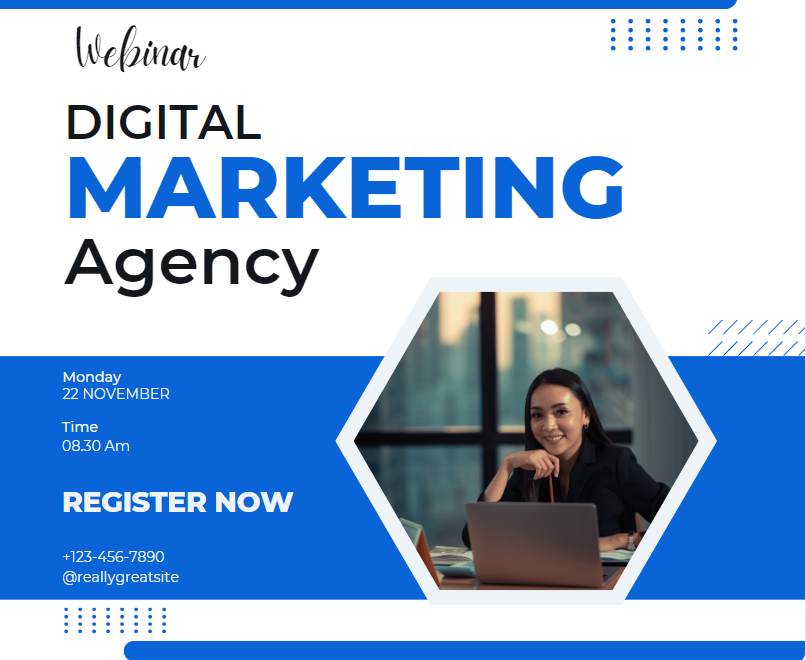 Webinar
DIGITAL
MARKETING
Agency
Monday
22 NOVEMBER
Time
08.30 Am
REGISTER NOW
+123-456-7890
@reallygreatsite